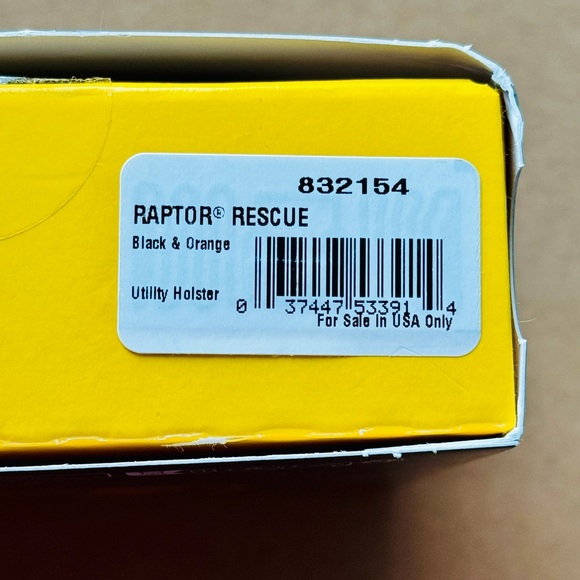 832154
RAPTOR® RESCUE
Black & Orange
Utility Holster
0 37447 53391 4
For Sale in USA Only